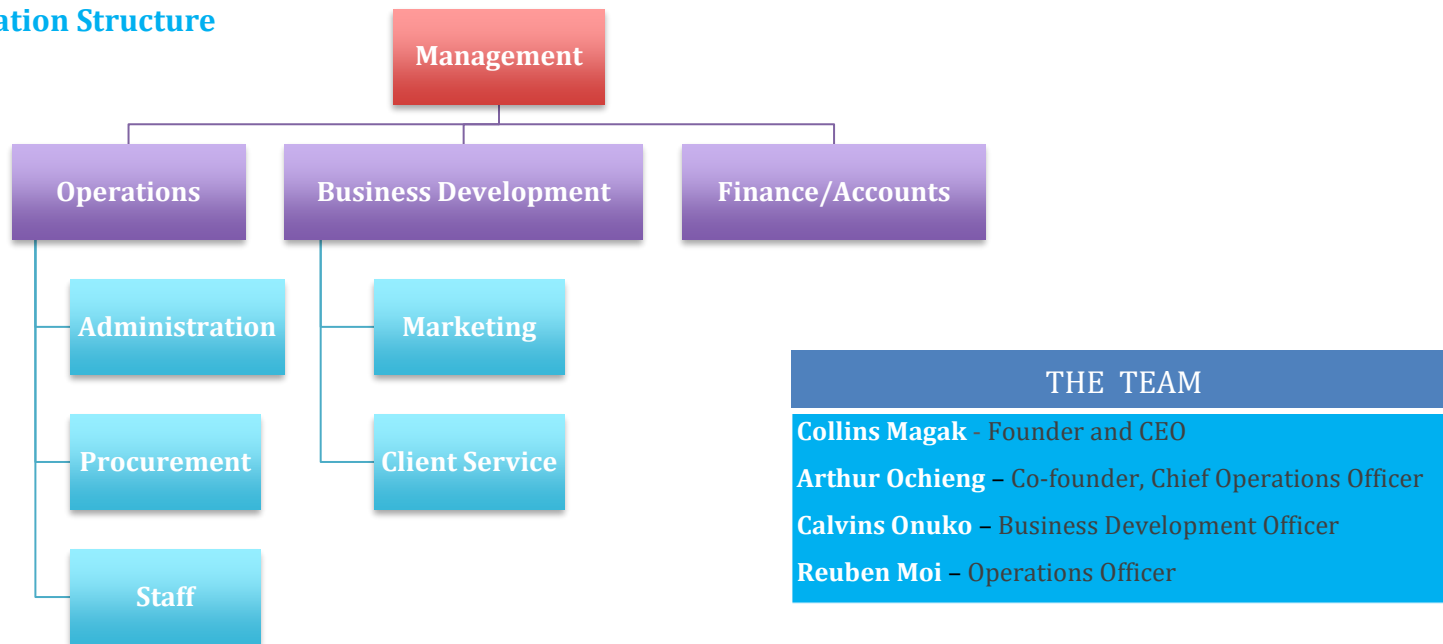 ation Structure
Management
Operations
Business Development
Finance/Accounts
Administration
Marketing
Procurement
Client Service
Staff
THE TEAM
Collins Magak - Founder and CEO
Arthur Ochieng – Co-founder, Chief Operations Officer
Calvins Onuko – Business Development Officer
Reuben Moi – Operations Officer